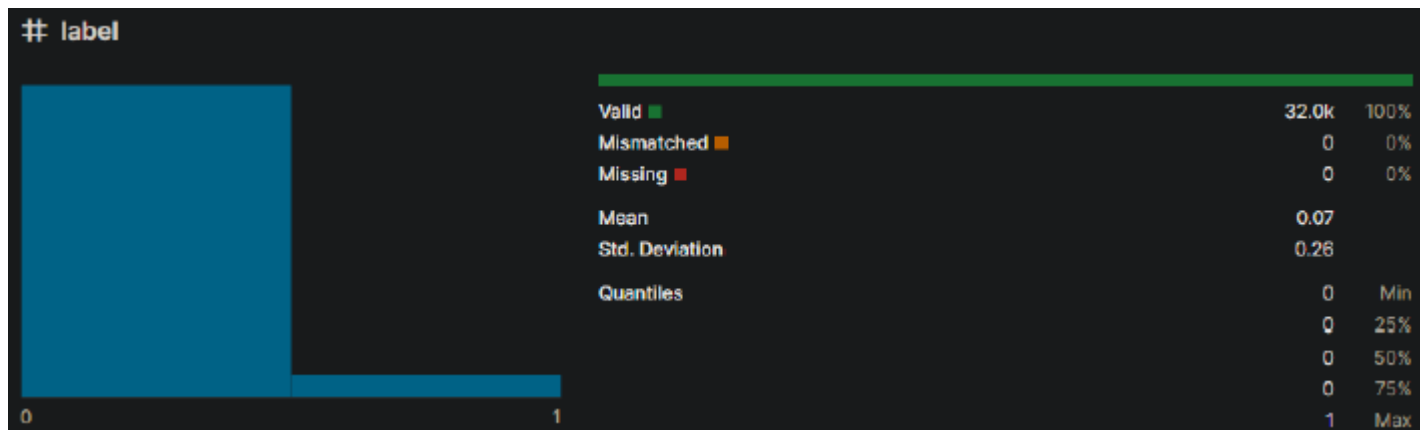 # label
Valid 32.0k 100%
Mismatched 0 0%
Missing 0 0%
Mean 0.07
Std. Deviation 0.26
Quantiles 0 Min
0 25%
0 50%
0 75%
0 1 1 Max